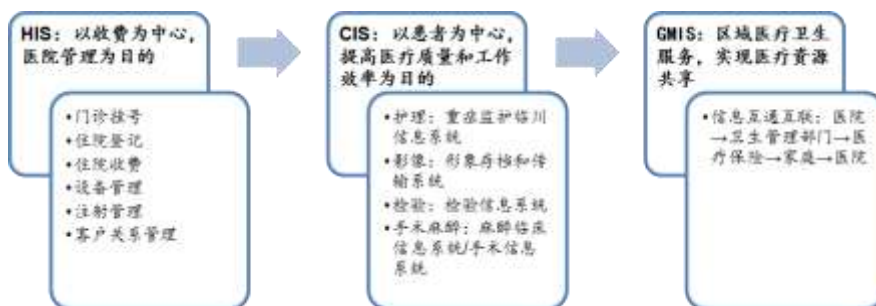 HIS：以收费为中心，
医院管理为目的
•门诊挂号
•住院登记
•住院收费
•设备管理
•注射管理
•客户关系管理
CIS：以患者为中心，
提高医疗质量和工作
效率为目的
•护理：重症监护临川
信息系统
•影像：形象存档和传
输系统
•检验：检验信息系统
•手术麻醉：麻醉临床
信息系统/手术信息
系统
GMIS：区域医疗卫生
服务，实现医疗资源
共享
•信息互通互联：医院
→卫生管理部门→医
疗保险→家庭→医院